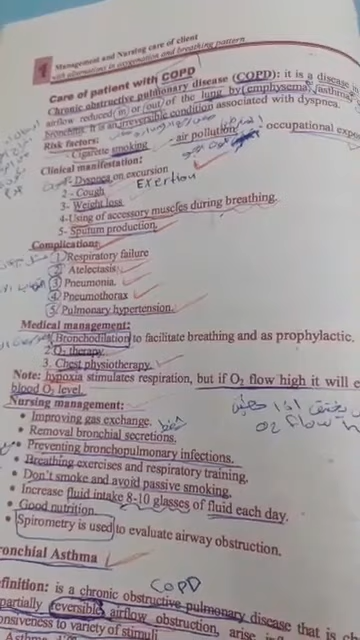 1
Management and Nursing care of client
with alternations in oxygenation and breathing pattern
Care of patient with COPD
Chronic obstructive pulmonary disease (COPD): it is a disease in
airflow reduced in or out of the lung by (emphysema, asthma,
bronchitic. It is an irreversible condition associated with dyspnea.
Risk factors:
- Cigarette smoking - air pollution - occupational
Clinical manifestation:
1- Dyspnea on excursion
Exertion
2 - Cough
3- Weight loss
4-Using of accessory muscles during breathing.
5- Sputum production.
Complication:
1 Respiratory failure
2 Atelectasis
3 Pneumonia.
4 Pneumothorax
5 Pulmonary hypertension.
Medical management:
Bronchodilation to facilitate breathing and as prophylactic.
2. O2 therapy
3. Chest physiotherapy.
Note: hypoxia stimulates respiration, but if O2 flow high it will
blood O2 level.
اذا
O2 flow
Nursing management:
• Improving gas exchange.
• Removal bronchial secretions.
شفط
• Preventing bronchopulmonary infections.
• Breathing exercises and respiratory training.
• Don't smoke and avoid passive smoking.
• Increase fluid intake 8-10 glasses of fluid each day.
• Good nutrition.
• Spirometry is used to evaluate airway obstruction.
ronchial Asthma
COPD
efinition: is a chronic obstructive pulmonary disease that is
partially reversible airflow obstruction, arise
onsiveness to variety of stimuli